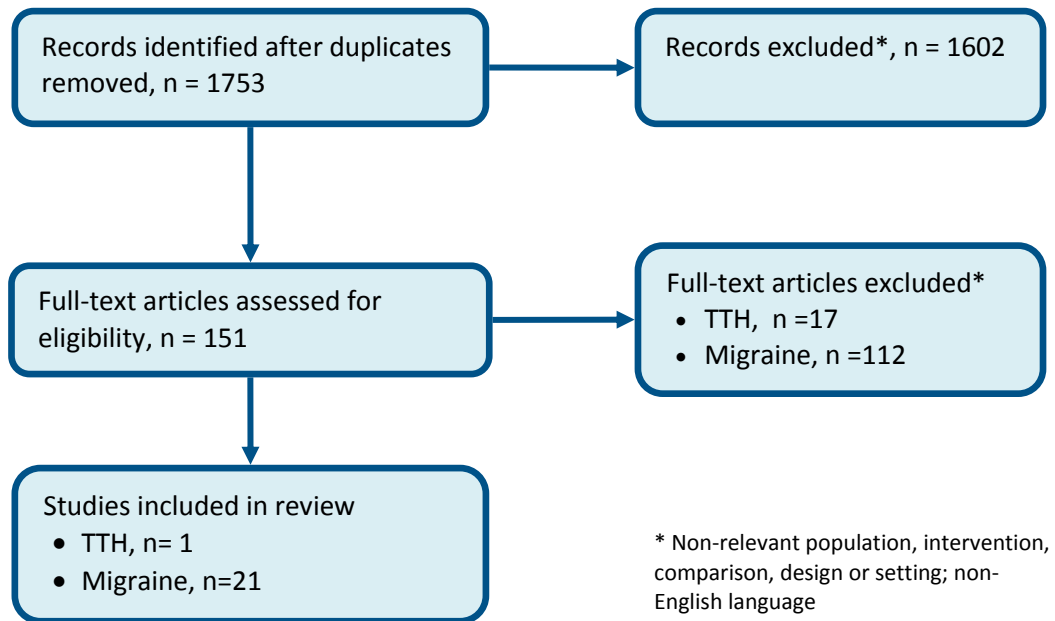 Records identified after duplicates
removed, n = 1753
Records excluded*, n = 1602
Full-text articles assessed for
eligibility, n = 151
Full-text articles excluded*
• TTH,  n =17
• Migraine, n =112
Studies included in review
• TTH, n= 1
• Migraine, n=21
* Non-relevant population, intervention,
comparison, design or setting; non-
English language